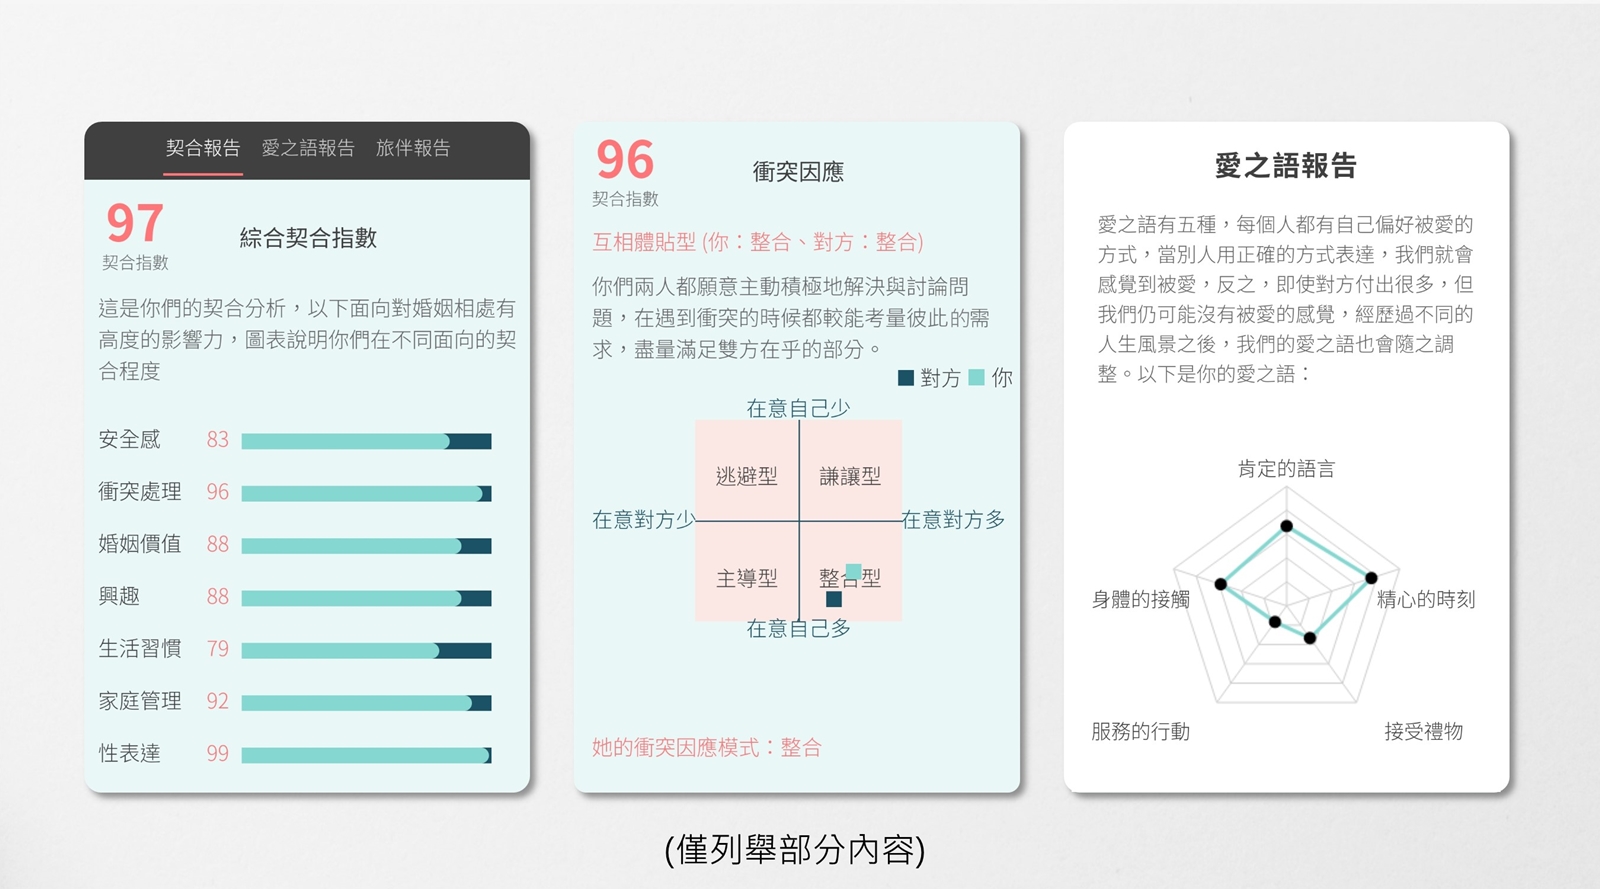 契合報告 愛之語報告 旅伴報告
97
契合指數
綜合契合指數
這是你們的契合分析，以下面向對婚姻相處有
高度的影響力，圖表說明你們在不同面向的契
合程度
安全感 83
衝突處理 96
婚姻價值 88
興趣 88
生活習慣 79
家庭管理 92
性表達 99
96
契合指數
衝突因應
互相體貼型 (你：整合、對方：整合)
你們兩人都願意主動積極地解決與討論問
題，在遇到衝突的時候都較能考量彼此的需
求，盡量滿足雙方在乎的部分。
對方 你
在意自己少
逃避型 謙讓型
在意對方少 在意對方多
主導型 整合型
在意自己多
她的衝突因應模式：整合
愛之語報告
愛之語有五種，每個人都有自己偏好被愛的
方式，當別人用正確的方式表達，我們就會
感覺到被愛，反之，即使對方付出很多，但
我們仍可能沒有被愛的感覺，經歷過不同的
人生風景之後，我們的愛之語也會隨之調
整。以下是你的愛之語：
肯定的語言
身體的接觸 精心的時刻
服務的行動 接受禮物
(僅列舉部分內容)